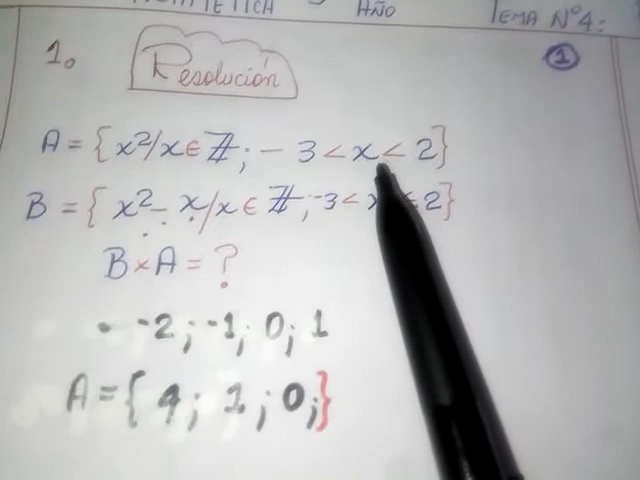 AÑO TEMA N°4:
1. Resolución 1
A = { x²/x ∈ ℤ; - 3 < x < 2}
B = { x² - x/x ∈ ℤ; -3 < x < 2}
B × A = ?
• -2; -1; 0; 1
A = { 4; 1; 0; }